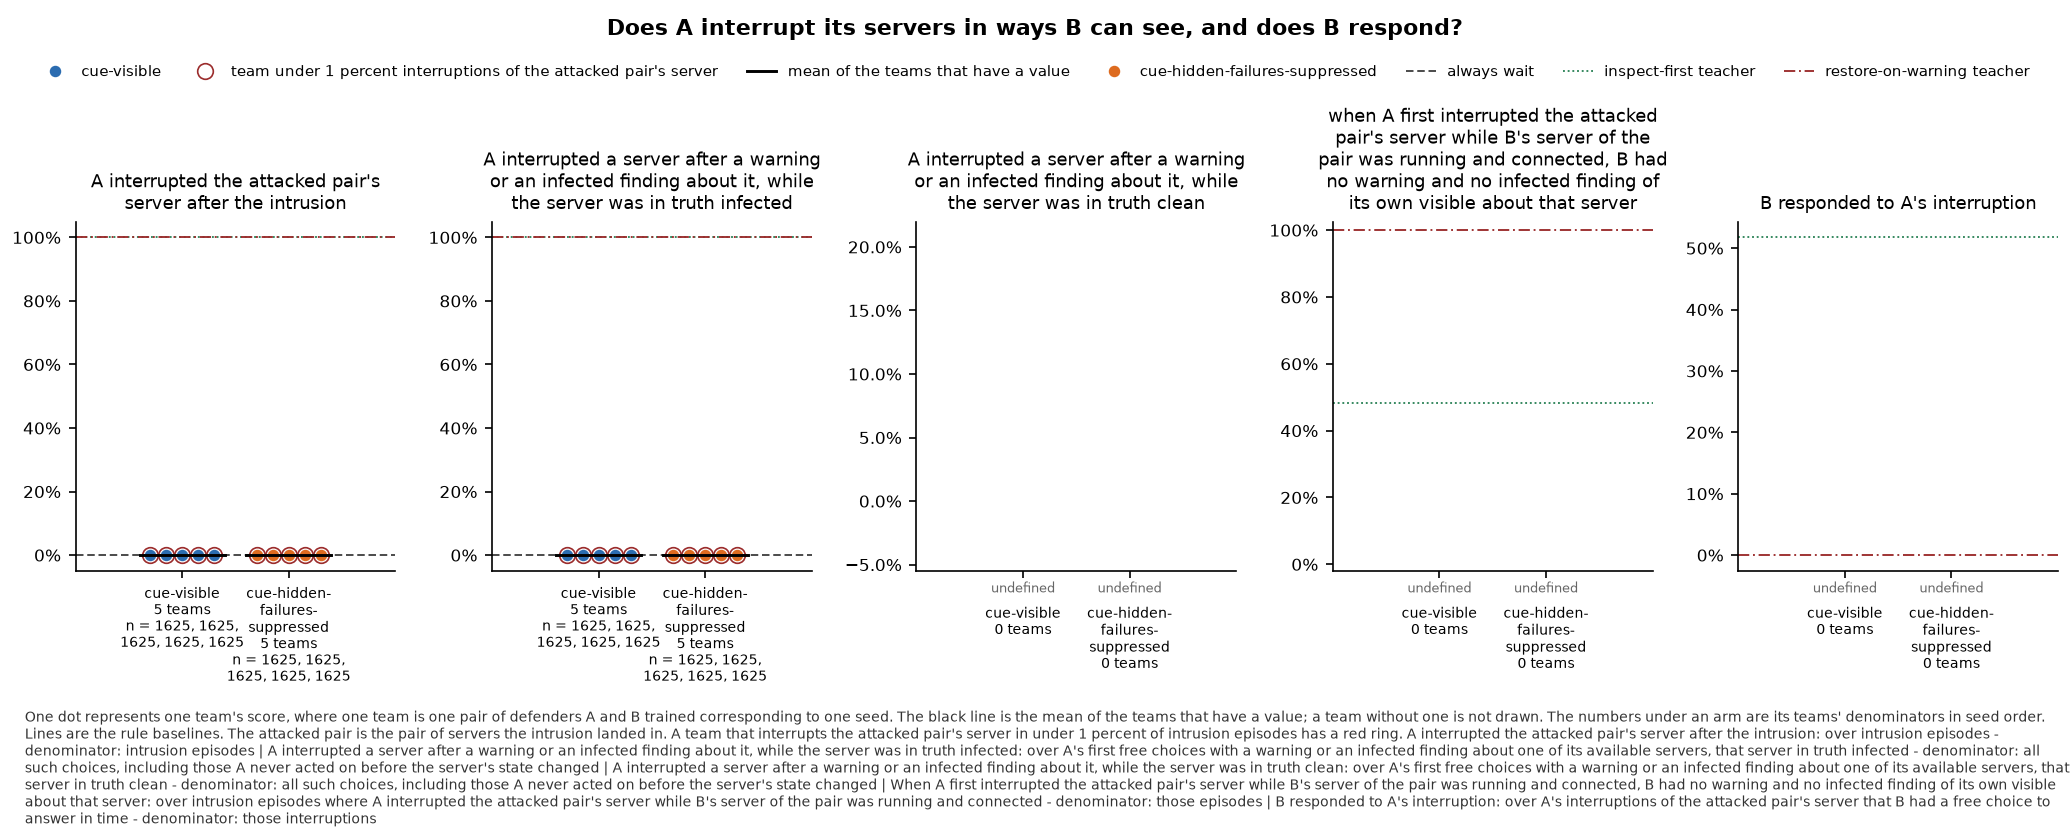 Does A interrupt its servers in ways B can see, and does B respond?
cue-visible
team under 1 percent interruptions of the attacked pair's server
mean of the teams that have a value
cue-hidden-failures-suppressed
always wait
inspect-first teacher
restore-on-warning teacher
A interrupted the attacked pair's
server after the intrusion
100%
80%
60%
40%
20%
0%
cue-visible
5 teams
n = 1625, 1625,
1625, 1625, 1625
cue-hidden-
failures-
suppressed
5 teams
n = 1625, 1625,
1625, 1625, 1625
A interrupted a server after a warning
or an infected finding about it, while
the server was in truth infected
100%
80%
60%
40%
20%
0%
cue-visible
5 teams
n = 1625, 1625,
1625, 1625, 1625
cue-hidden-
failures-
suppressed
5 teams
n = 1625, 1625,
1625, 1625, 1625
A interrupted a server after a warning
or an infected finding about it, while
the server was in truth clean
20.0%
15.0%
10.0%
5.0%
0.0%
−5.0%
undefined
cue-visible
0 teams
undefined
cue-hidden-
failures-
suppressed
0 teams
when A first interrupted the attacked
pair's server while B's server of the
pair was running and connected, B had
no warning and no infected finding of
its own visible about that server
100%
80%
60%
40%
20%
0%
undefined
cue-visible
0 teams
undefined
cue-hidden-
failures-
suppressed
0 teams
B responded to A's interruption
50%
40%
30%
20%
10%
0%
undefined
cue-visible
0 teams
undefined
cue-hidden-
failures-
suppressed
0 teams
One dot represents one team's score, where one team is one pair of defenders A and B trained corresponding to one seed. The black line is the mean of the teams that have a value; a team without one is not drawn. The numbers under an arm are its teams' denominators in seed order.
Lines are the rule baselines. The attacked pair is the pair of servers the intrusion landed in. A team that interrupts the attacked pair's server in under 1 percent of intrusion episodes has a red ring. A interrupted the attacked pair's server after the intrusion: over intrusion episodes -
denominator: intrusion episodes | A interrupted a server after a warning or an infected finding about it, while the server was in truth infected: over A's first free choices with a warning or an infected finding about one of its available servers, that server in truth infected - denominator: all
such choices, including those A never acted on before the server's state changed | A interrupted a server after a warning or an infected finding about it, while the server was in truth clean: over A's first free choices with a warning or an infected finding about one of its available servers, that
server in truth clean - denominator: all such choices, including those A never acted on before the server's state changed | When A first interrupted the attacked pair's server while B's server of the pair was running and connected, B had no warning and no infected finding of its own visible
about that server: over intrusion episodes where A interrupted the attacked pair's server while B's server of the pair was running and connected - denominator: those episodes | B responded to A's interruption: over A's interruptions of the attacked pair's server that B had a free choice to
answer in time - denominator: those interruptions